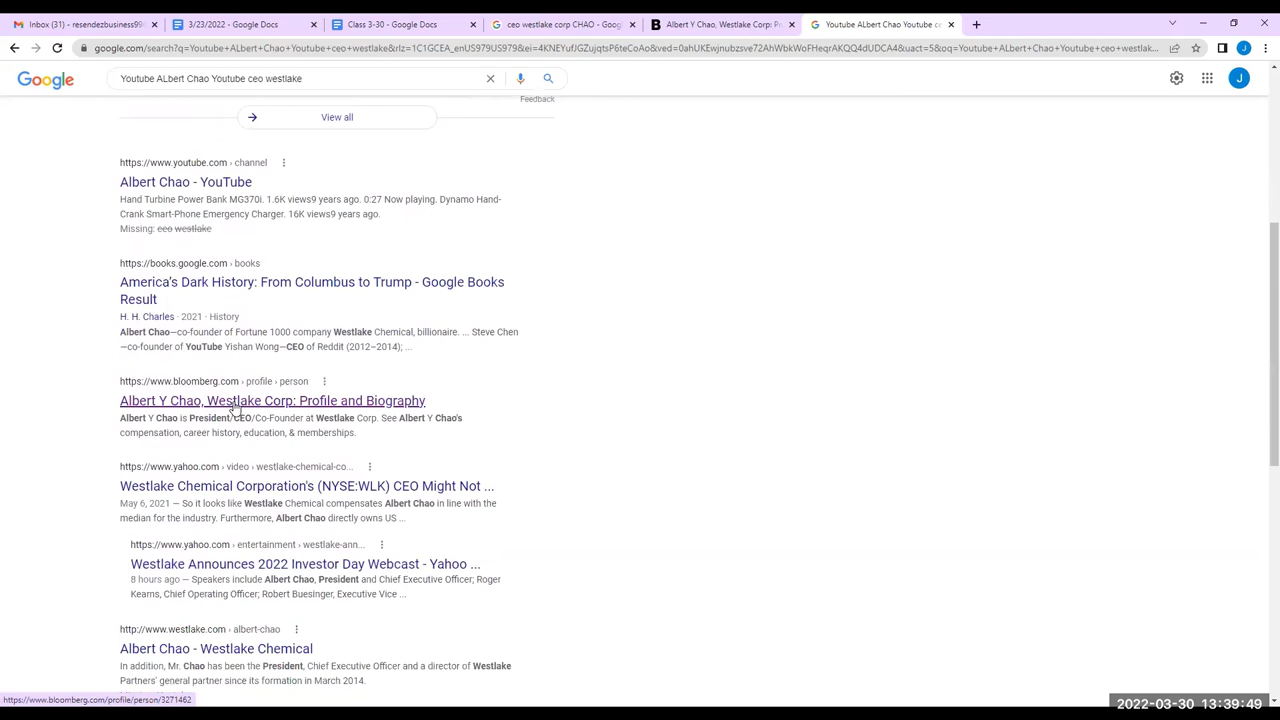 Inbox (31) - resendezbusiness99
3/23/2022 - Google Docs
Class 3-30 - Google Docs
ceo westlake corp CHAO - Goog
Albert Y Chao, Westlake Corp: P
Youtube ALbert Chao Youtube ce
google.com/search?q=Youtube+ALbert+Chao+Youtube+ceo+westlake&rlz=1C1GCEA_enUS979US979&ei=4KNEYufJGZujqtsP6teCoAo&ved=0ahUKEwjnubzsve72AhWbkWoFHeqrAKQQ4dUDCA4&uact=5&oq=Youtube+ALbert+Chao+Youtube+ceo+westlak...
J
Google
Youtube ALbert Chao Youtube ceo westlake
J
Feedback
View all
https://www.youtube.com › channel
Albert Chao - YouTube
Hand Turbine Power Bank MG370i. 1.6K views9 years ago. 0:27 Now playing. Dynamo Hand-
Crank Smart-Phone Emergency Charger. 16K views9 years ago.
Missing: ceo westlake
https://books.google.com › books
America's Dark History: From Columbus to Trump - Google Books
Result
H. H. Charles · 2021 · History
Albert Chao—co-founder of Fortune 1000 company Westlake Chemical, billionaire. ... Steve Chen
—co-founder of YouTube Yishan Wong—CEO of Reddit (2012–2014); ...
https://www.bloomberg.com › profile › person
Albert Y Chao, Westlake Corp: Profile and Biography
Albert Y Chao is President/CEO/Co-Founder at Westlake Corp. See Albert Y Chao's
compensation, career history, education, & memberships.
https://www.yahoo.com › video › westlake-chemical-co...
Westlake Chemical Corporation's (NYSE:WLK) CEO Might Not ...
May 6, 2021 — So it looks like Westlake Chemical compensates Albert Chao in line with the
median for the industry. Furthermore, Albert Chao directly owns US ...
https://www.yahoo.com › entertainment › westlake-ann...
Westlake Announces 2022 Investor Day Webcast - Yahoo ...
8 hours ago — Speakers include Albert Chao, President and Chief Executive Officer; Roger
Kearns, Chief Operating Officer; Robert Buesinger, Executive Vice ...
http://www.westlake.com › albert-chao
Albert Chao - Westlake Chemical
In addition, Mr. Chao has been the President, Chief Executive Officer and a director of Westlake
Partners' general partner since its formation in March 2014.
https://www.bloomberg.com/profile/person/3271462
2022-03-30 13:39:49